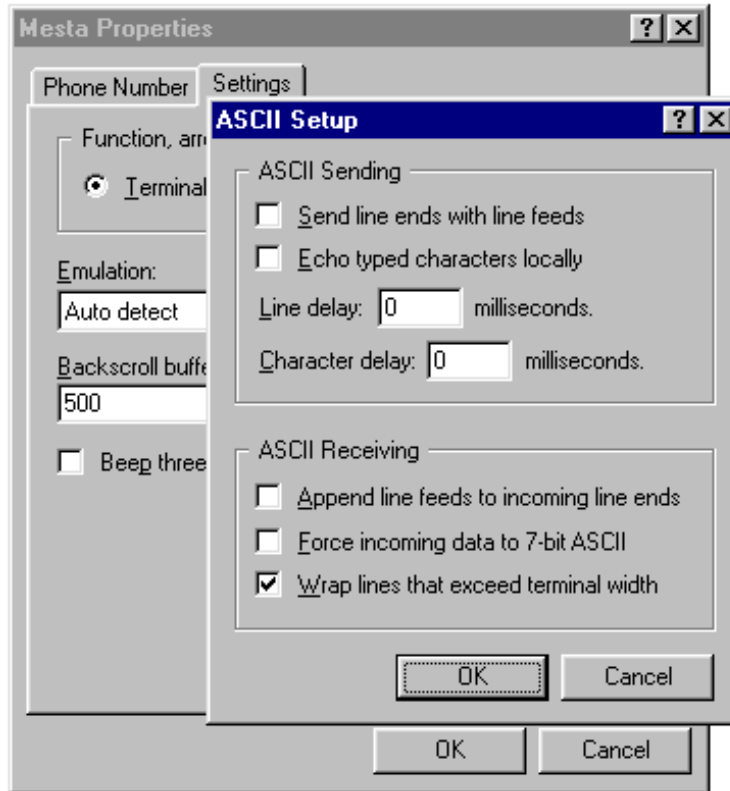 Mesta Properties
Phone Number Settings
Function, arr
Terminal
Emulation:
Auto detect
Backscroll buffe
500
Beep three
ASCII Setup
ASCII Sending
Send line ends with line feeds
Echo typed characters locally
Line delay: 0 milliseconds.
Character delay: 0 milliseconds.
ASCII Receiving
Append line feeds to incoming line ends
Force incoming data to 7-bit ASCII
Wrap lines that exceed terminal width
OK Cancel
OK Cancel